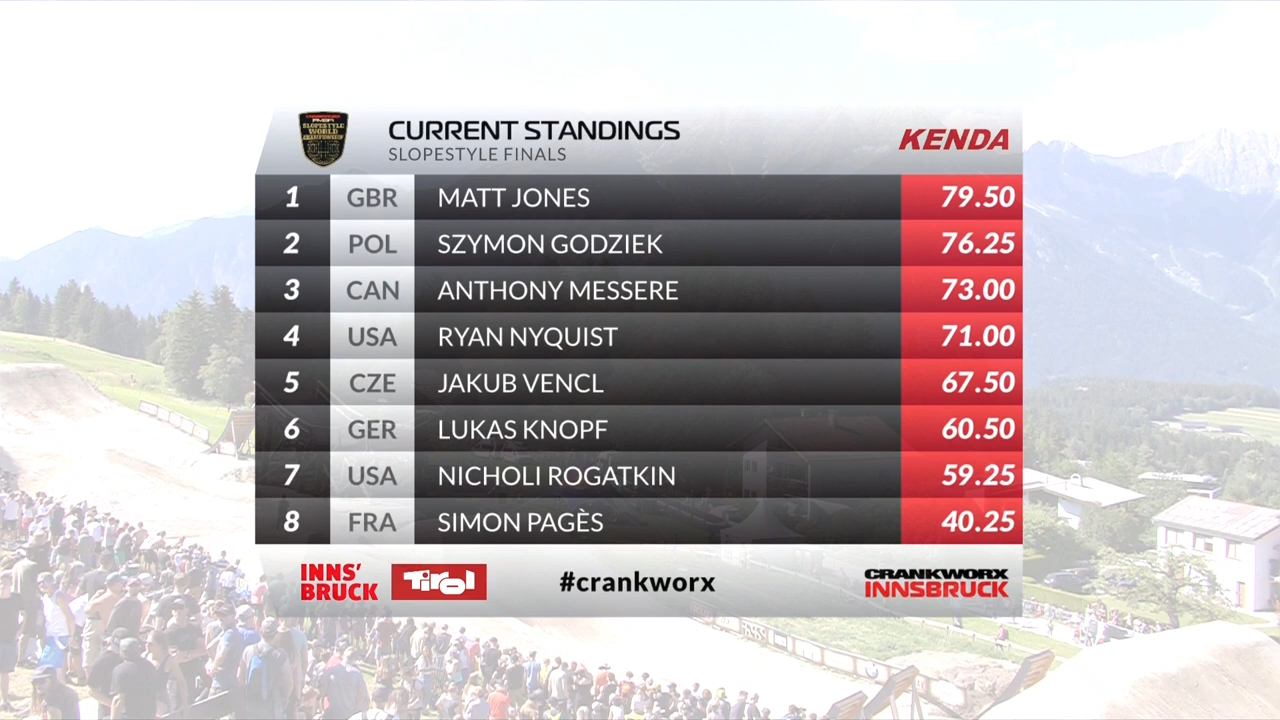 SLOPESTYLE
WORLD
CHAMPIONSHIP
CURRENT STANDINGS
SLOPESTYLE FINALS
KENDA
1 GBR MATT JONES 79.50
2 POL SZYMON GODZIEK 76.25
3 CAN ANTHONY MESSERE 73.00
4 USA RYAN NYQUIST 71.00
5 CZE JAKUB VENCL 67.50
6 GER LUKAS KNOPF 60.50
7 USA NICHOLI ROGATKIN 59.25
8 FRA SIMON PAGÈS 40.25
INNS'
BRUCK
Tirol
#crankworx
CRANKWORX
INNSBRUCK